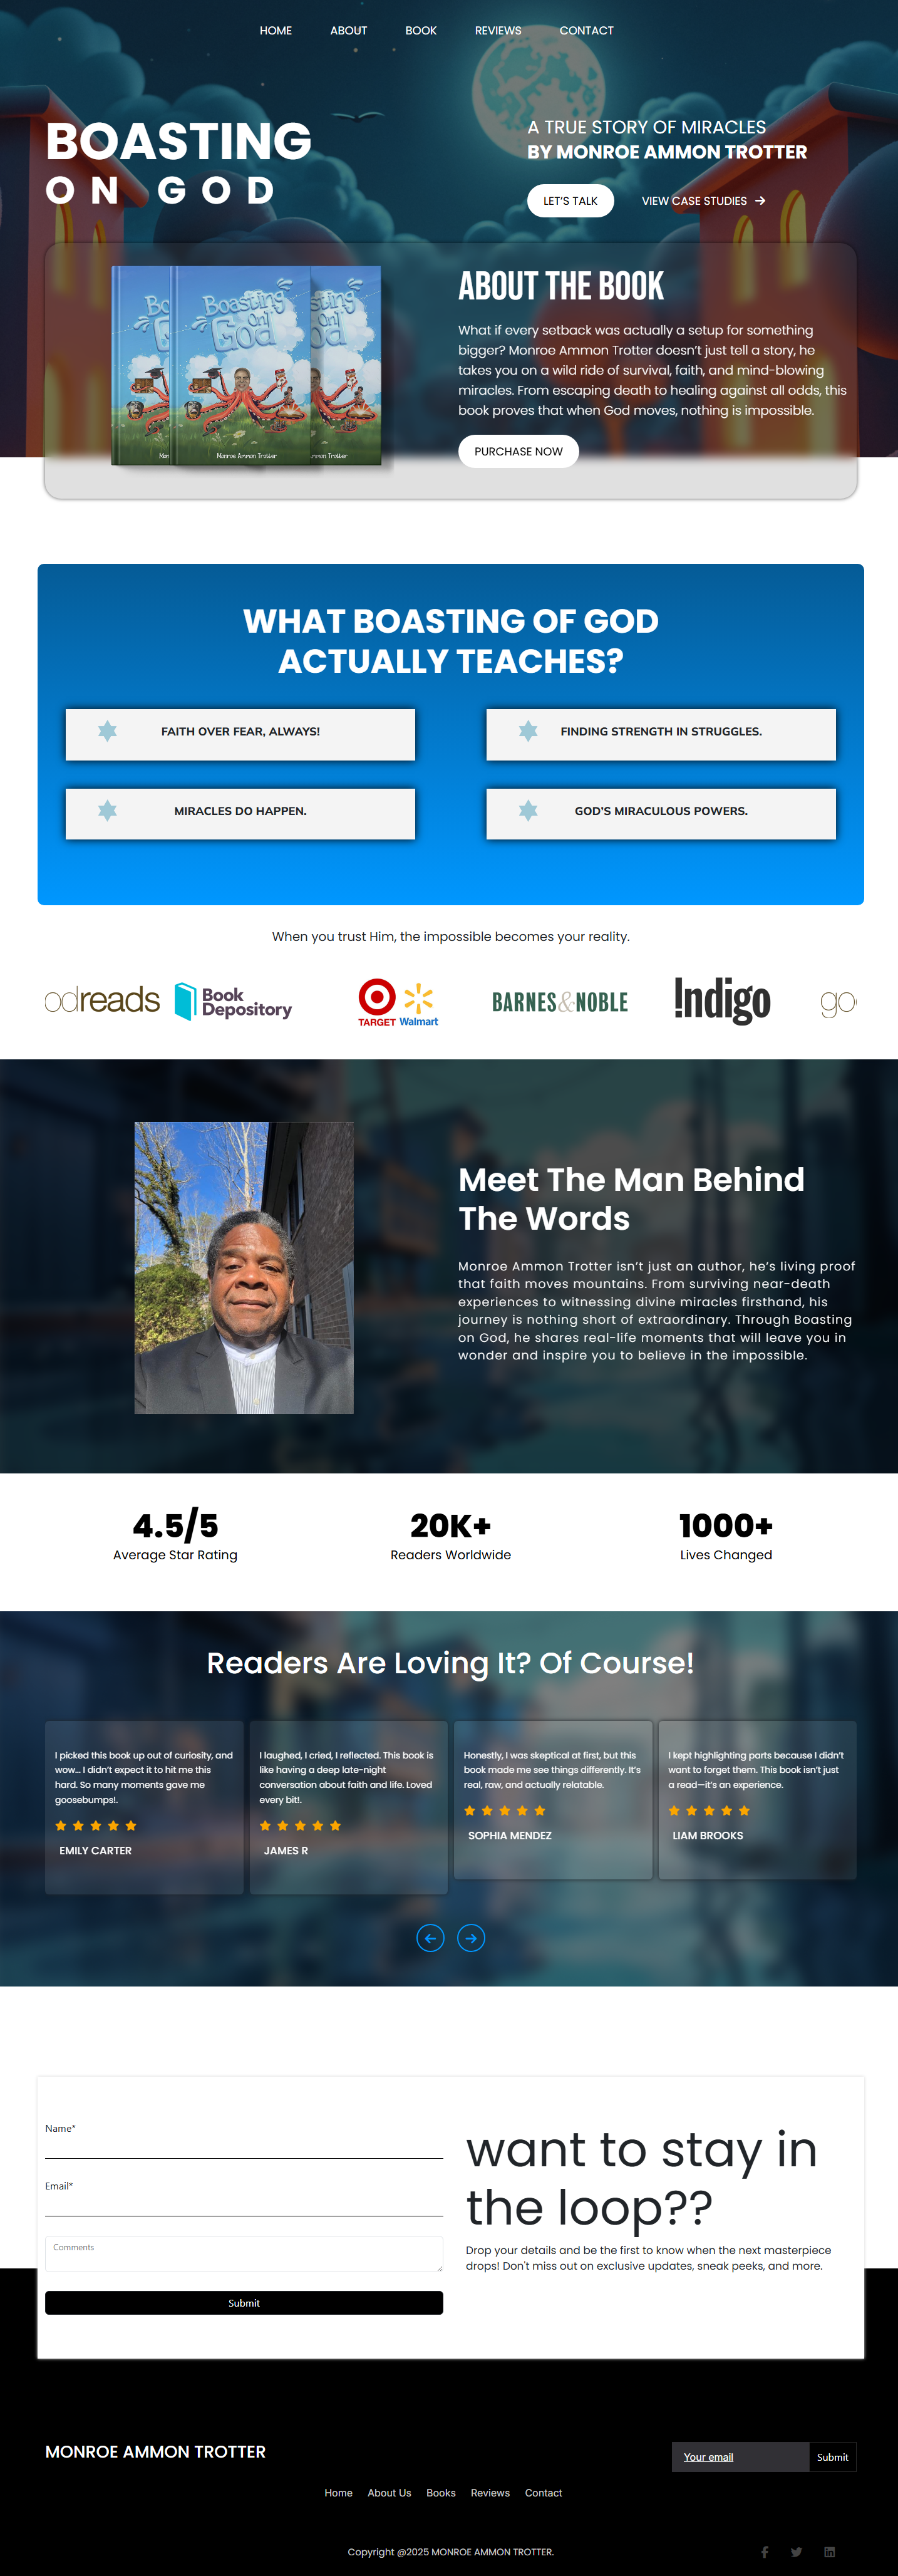 HOME ABOUT BOOK REVIEWS CONTACT
BOASTING
ON GOD
A TRUE STORY OF MIRACLES
BY MONROE AMMON TROTTER
LET'S TALK VIEW CASE STUDIES
Boasting
on
God
Monroe Ammon Trotter
ABOUT THE BOOK
What if every setback was actually a setup for something
bigger? Monroe Ammon Trotter doesn't just tell a story, he
takes you on a wild ride of survival, faith, and mind-blowing
miracles. From escaping death to healing against all odds, this
book proves that when God moves, nothing is impossible.
PURCHASE NOW
WHAT BOASTING OF GOD
ACTUALLY TEACHES?
FAITH OVER FEAR, ALWAYS!
FINDING STRENGTH IN STRUGGLES.
MIRACLES DO HAPPEN.
GOD'S MIRACULOUS POWERS.
When you trust Him, the impossible becomes your reality.
odreads
Book
Depository
TARGET Walmart
BARNES&NOBLE
!ndigo
go
Meet The Man Behind
The Words
Monroe Ammon Trotter isn't just an author, he's living proof
that faith moves mountains. From surviving near-death
experiences to witnessing divine miracles firsthand, his
journey is nothing short of extraordinary. Through Boasting
on God, he shares real-life moments that will leave you in
wonder and inspire you to believe in the impossible.
4.5/5
Average Star Rating
20K+
Readers Worldwide
1000+
Lives Changed
Readers Are Loving It? Of Course!
I picked this book up out of curiosity, and
wow... I didn't expect it to hit me this
hard. So many moments gave me
goosebumps!.
EMILY CARTER
I laughed, I cried, I reflected. This book is
like having a deep late-night
conversation about faith and life. Loved
every bit!.
JAMES R
Honestly, I was skeptical at first, but this
book made me see things differently. It's
real, raw, and actually relatable.
SOPHIA MENDEZ
I kept highlighting parts because I didn't
want to forget them. This book isn't just
a read—it's an experience.
LIAM BROOKS
Name*
Email*
Comments
Submit
want to stay in
the loop??
Drop your details and be the first to know when the next masterpiece
drops! Don't miss out on exclusive updates, sneak peeks, and more.
MONROE AMMON TROTTER
Your email Submit
Home About Us Books Reviews Contact
Copyright @2025 MONROE AMMON TROTTER.